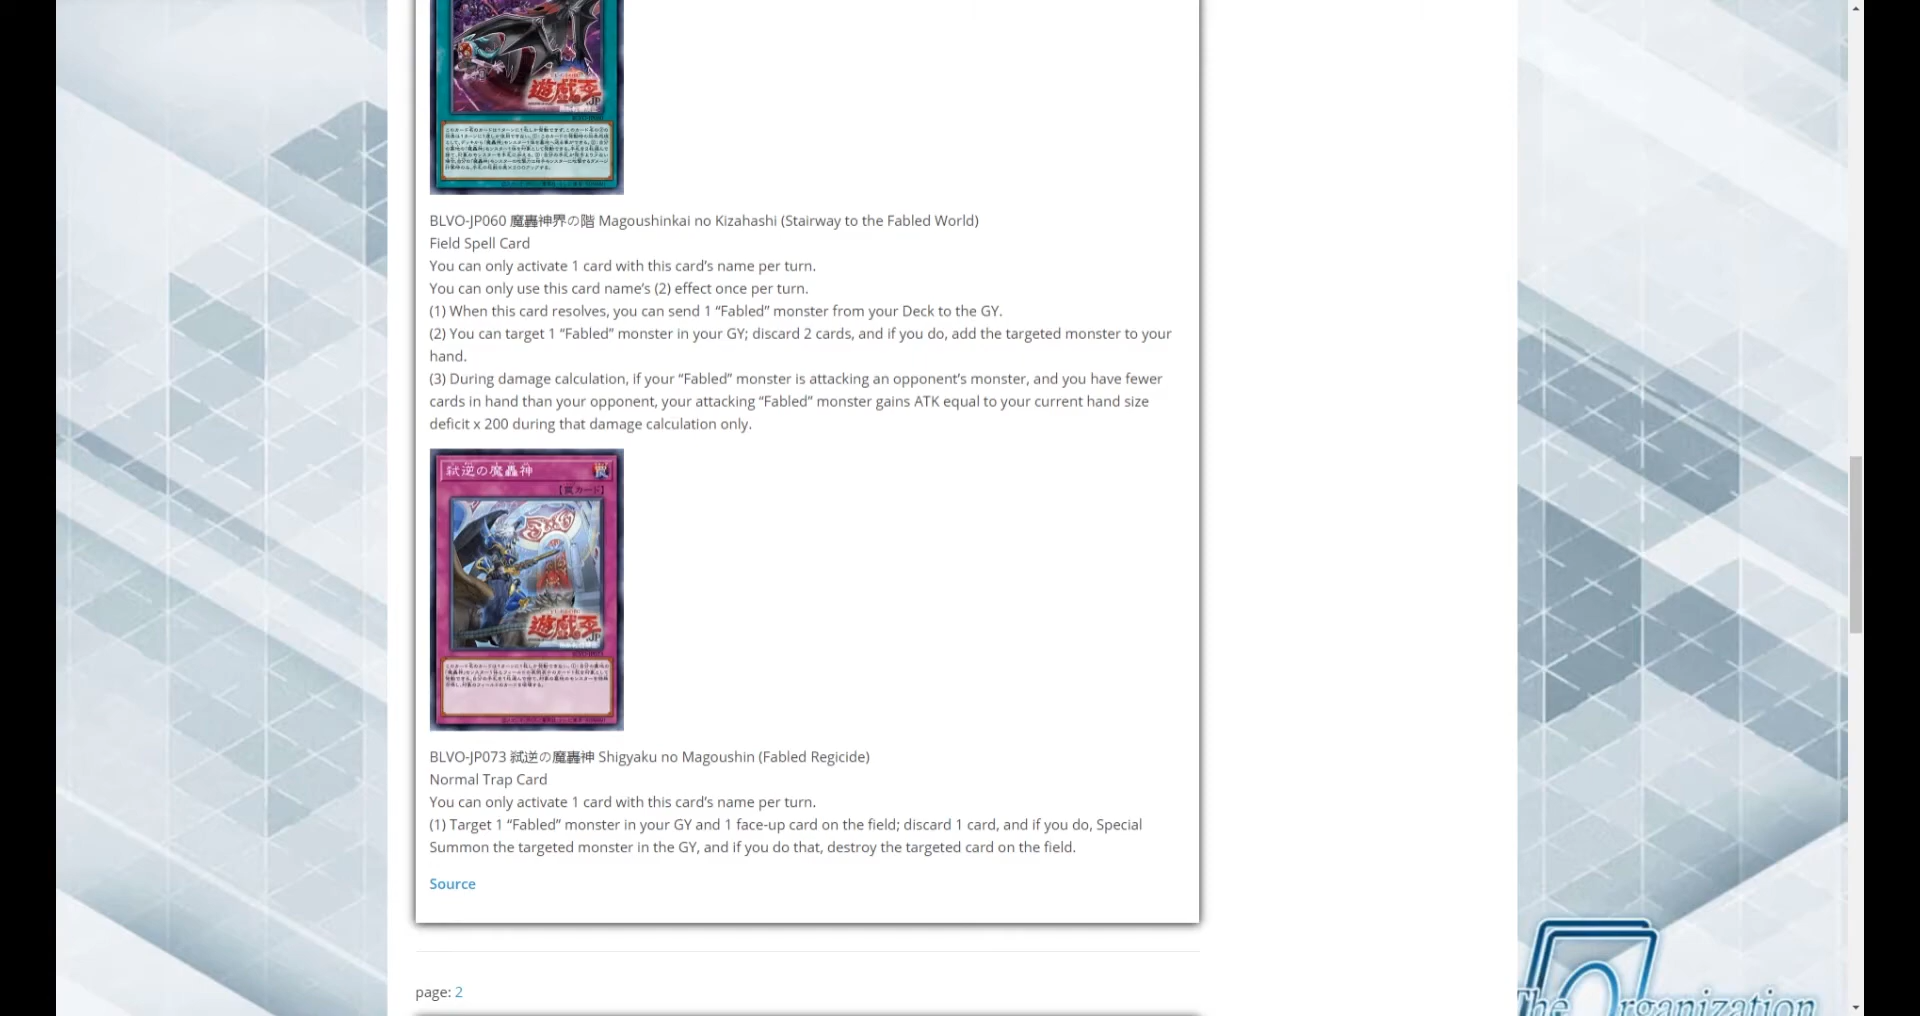 遊戯王
BLVO-JP060 魔轟神界の階 Magoushinkai no Kizahashi (Stairway to the Fabled World)
Field Spell Card
You can only activate 1 card with this card’s name per turn.
You can only use this card name’s (2) effect once per turn.
(1) When this card resolves, you can send 1 “Fabled” monster from your Deck to the GY.
(2) You can target 1 “Fabled” monster in your GY; discard 2 cards, and if you do, add the targeted monster to your
hand.
(3) During damage calculation, if your “Fabled” monster is attacking an opponent’s monster, and you have fewer
cards in hand than your opponent, your attacking “Fabled” monster gains ATK equal to your current hand size
deficit x 200 during that damage calculation only.
弑逆の魔轟神
【罠カード】
遊戯王
BLVO-JP073 弑逆の魔轟神 Shigyaku no Magoushin (Fabled Regicide)
Normal Trap Card
You can only activate 1 card with this card’s name per turn.
(1) Target 1 “Fabled” monster in your GY and 1 face-up card on the field; discard 1 card, and if you do, Special
Summon the targeted monster in the GY, and if you do that, destroy the targeted card on the field.
Source
page: 2
The Organization